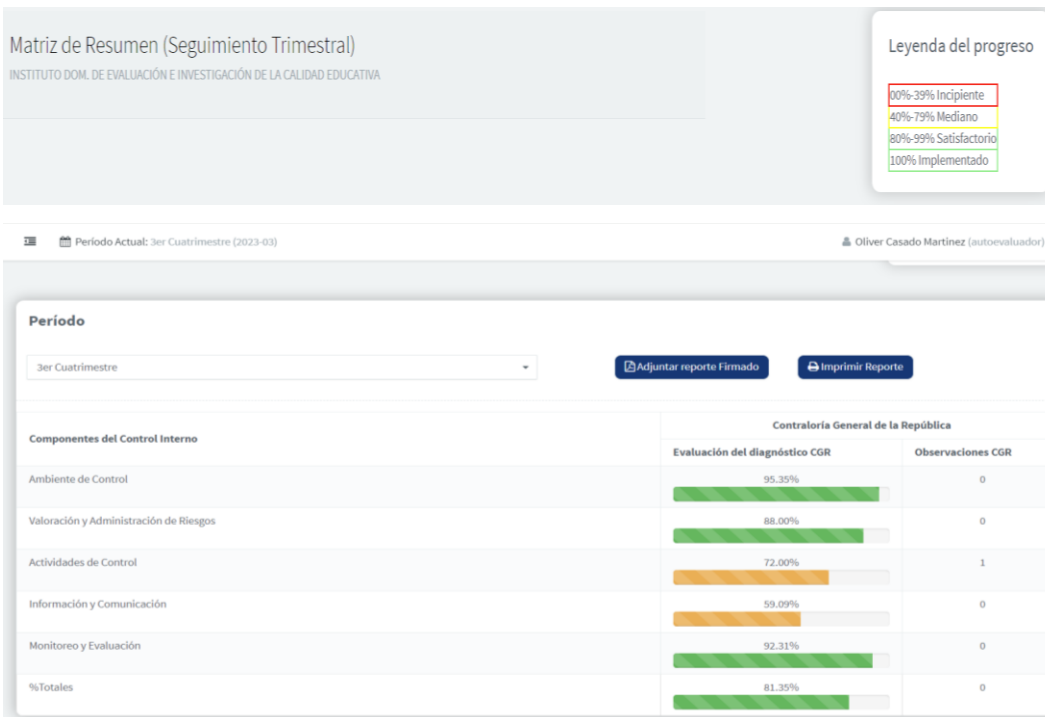 Matriz de Resumen (Seguimiento Trimestral)
INSTITUTO DOM. DE EVALUACIÓN E INVESTIGACIÓN DE LA CALIDAD EDUCATIVA
Leyenda del progreso
00%-39% Incipiente
40%-79% Mediano
80%-99% Satisfactorio
100% Implementado
Período Actual: 3er Cuatrimestre (2023-03)
Oliver Casado Martinez (autoevaluador)
Período
3er Cuatrimestre
Adjuntar reporte Firmado
Imprimir Reporte
Componentes del Control Interno
Contraloría General de la República
Evaluación del diagnóstico CGR
Observaciones CGR
Ambiente de Control 95.35% 0
Valoración y Administración de Riesgos 88.00% 0
Actividades de Control 72.00% 1
Información y Comunicación 59.09% 0
Monitoreo y Evaluación 92.31% 0
%Totales 81.35% 0